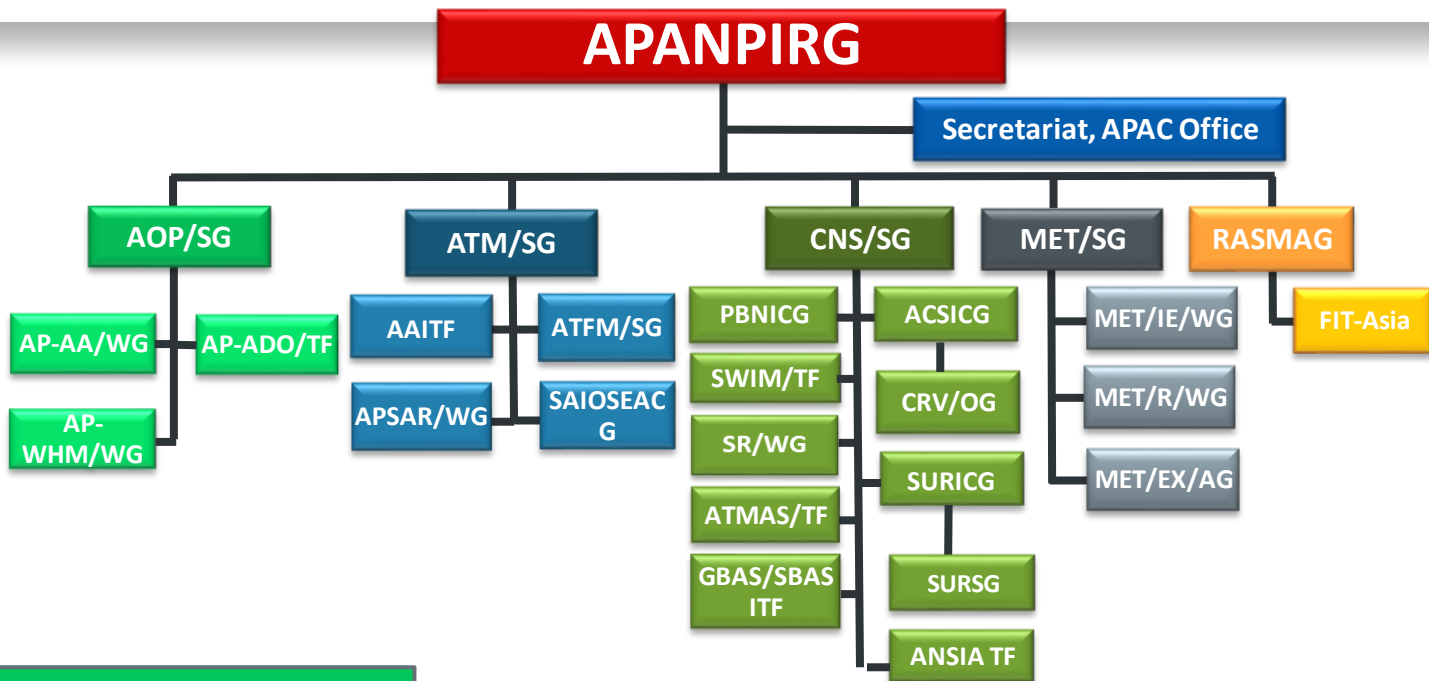 APANPIRG
Secretariat, APAC Office
AOP/SG
ATM/SG
CNS/SG
MET/SG
RASMAG
AP-AA/WG
AP-ADO/TF
AP-
WHM/WG
AAITF
ATFM/SG
APSAR/WG
SAIOSEAC
G
PBNICG
ACSICG
SWIM/TF
CRV/OG
SR/WG
SURICG
ATMAS/TF
GBAS/SBAS
ITF
SURSG
ANSIA TF
MET/IE/WG
MET/R/WG
MET/EX/AG
FIT-Asia